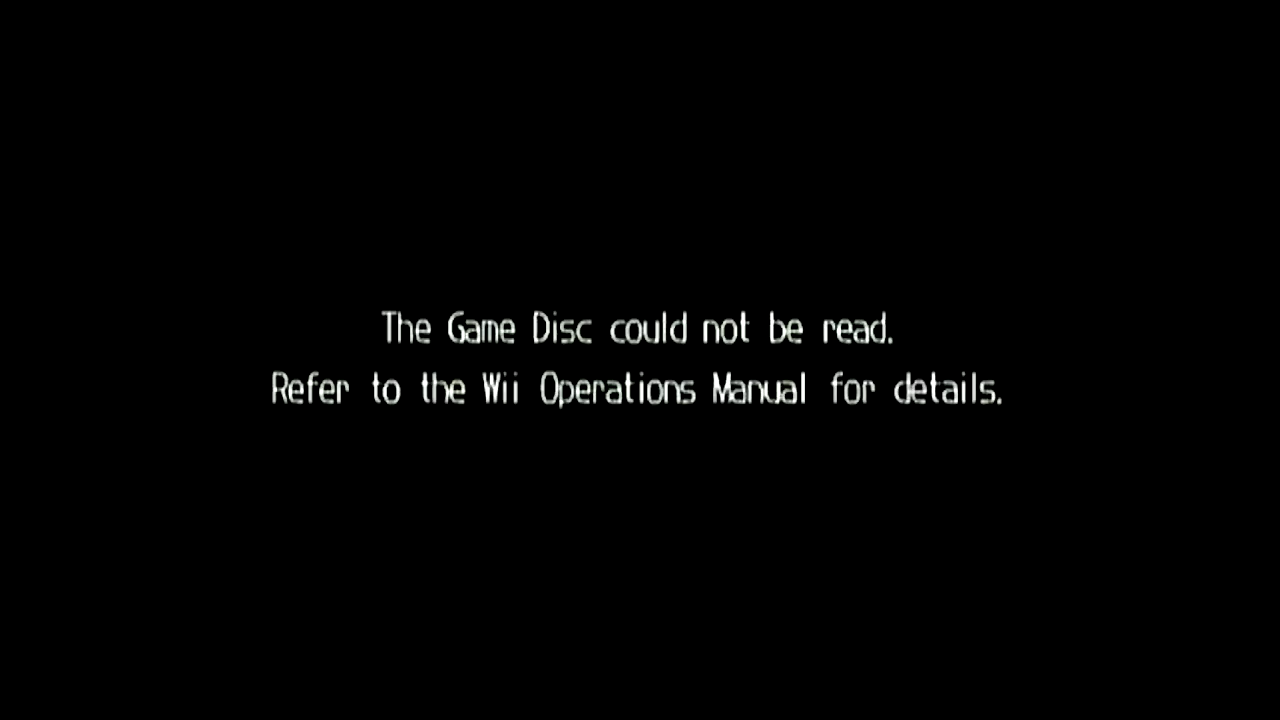 The Game Disc could not be read.
Refer to the Wii Operations Manual for details.